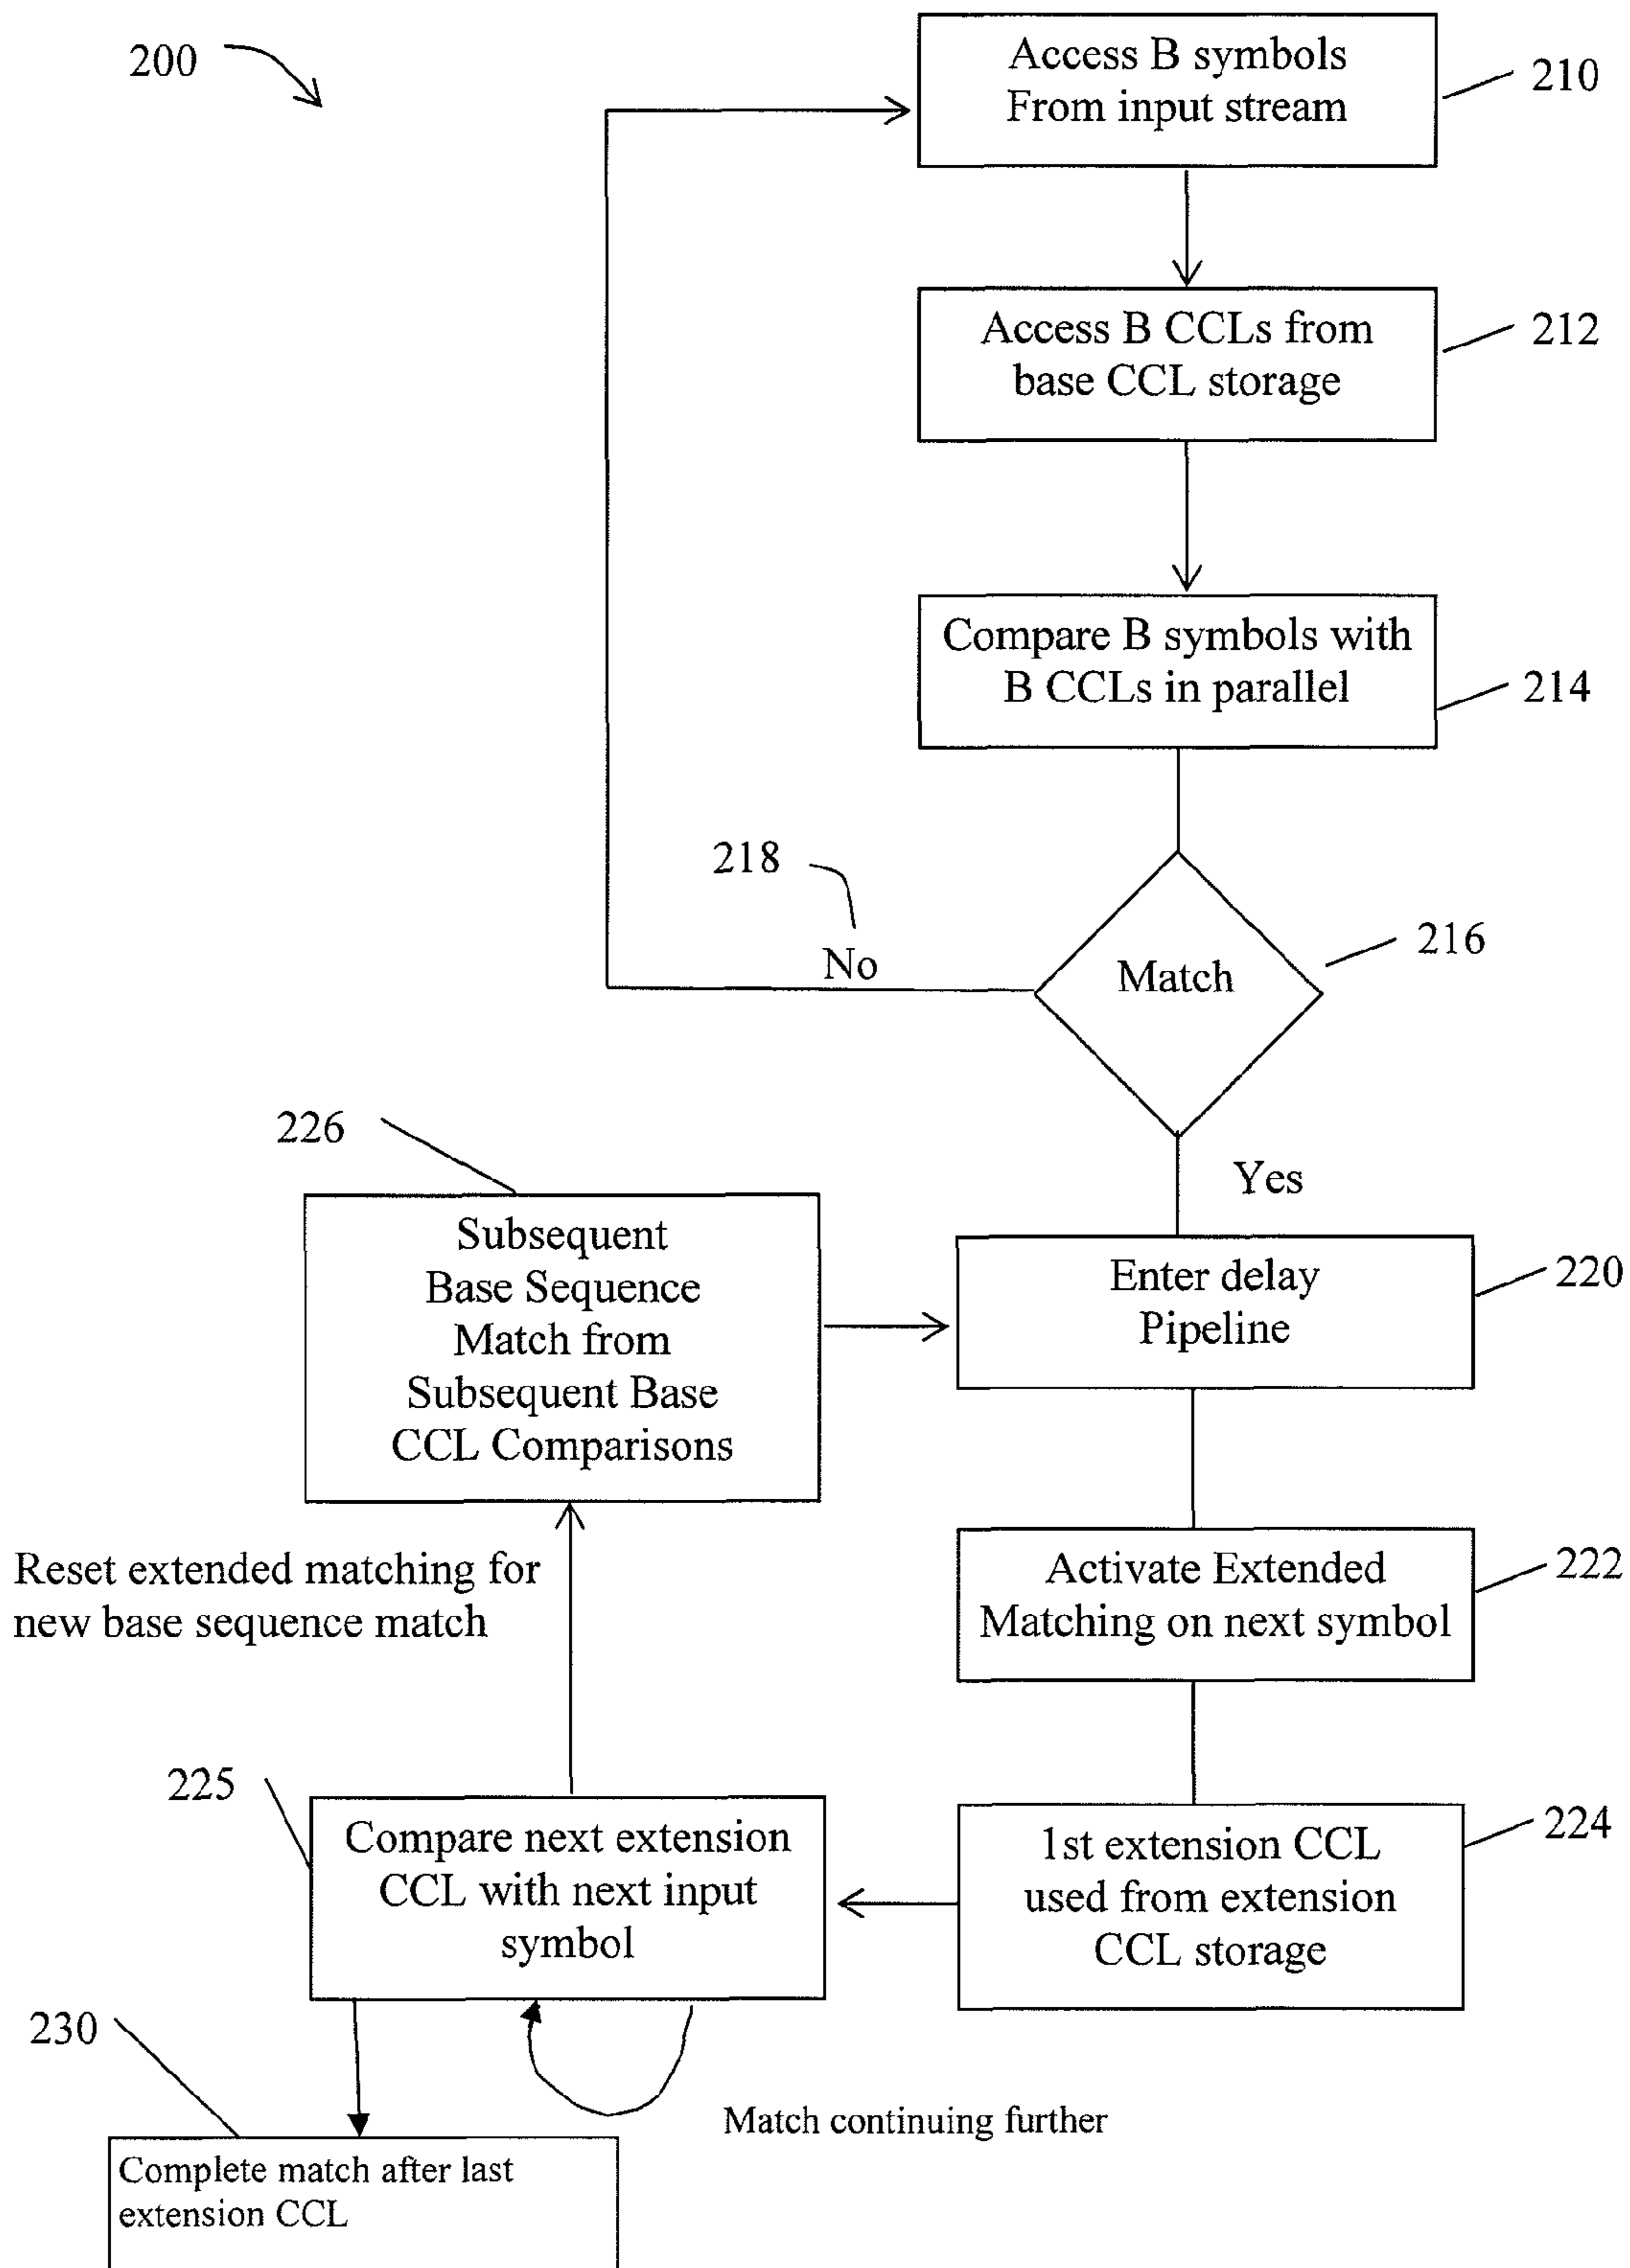 200
Access B symbols
From input stream
210
Access B CCLs from
base CCL storage
212
Compare B symbols with
B CCLs in parallel
214
218
No
Match
216
Yes
226
Subsequent
Base Sequence
Match from
Subsequent Base
CCL Comparisons
Enter delay
Pipeline
220
Reset extended matching for
new base sequence match
Activate Extended
Matching on next symbol
222
225
Compare next extension
CCL with next input
symbol
1st extension CCL
used from extension
CCL storage
224
230
Match continuing further
Complete match after last
extension CCL